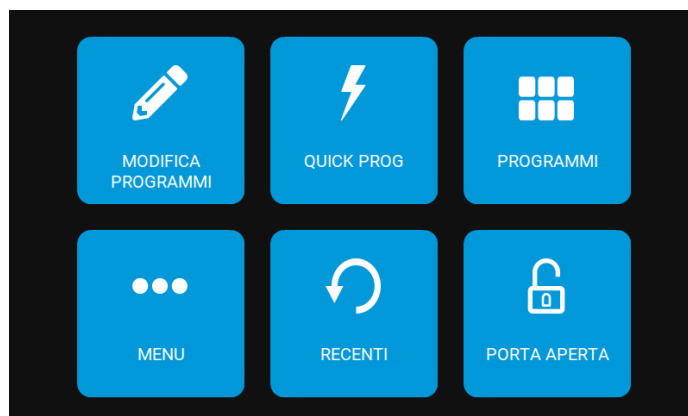 MODIFICA
PROGRAMMI
QUICK PROG
PROGRAMMI
MENU
RECENTI
PORTA APERTA